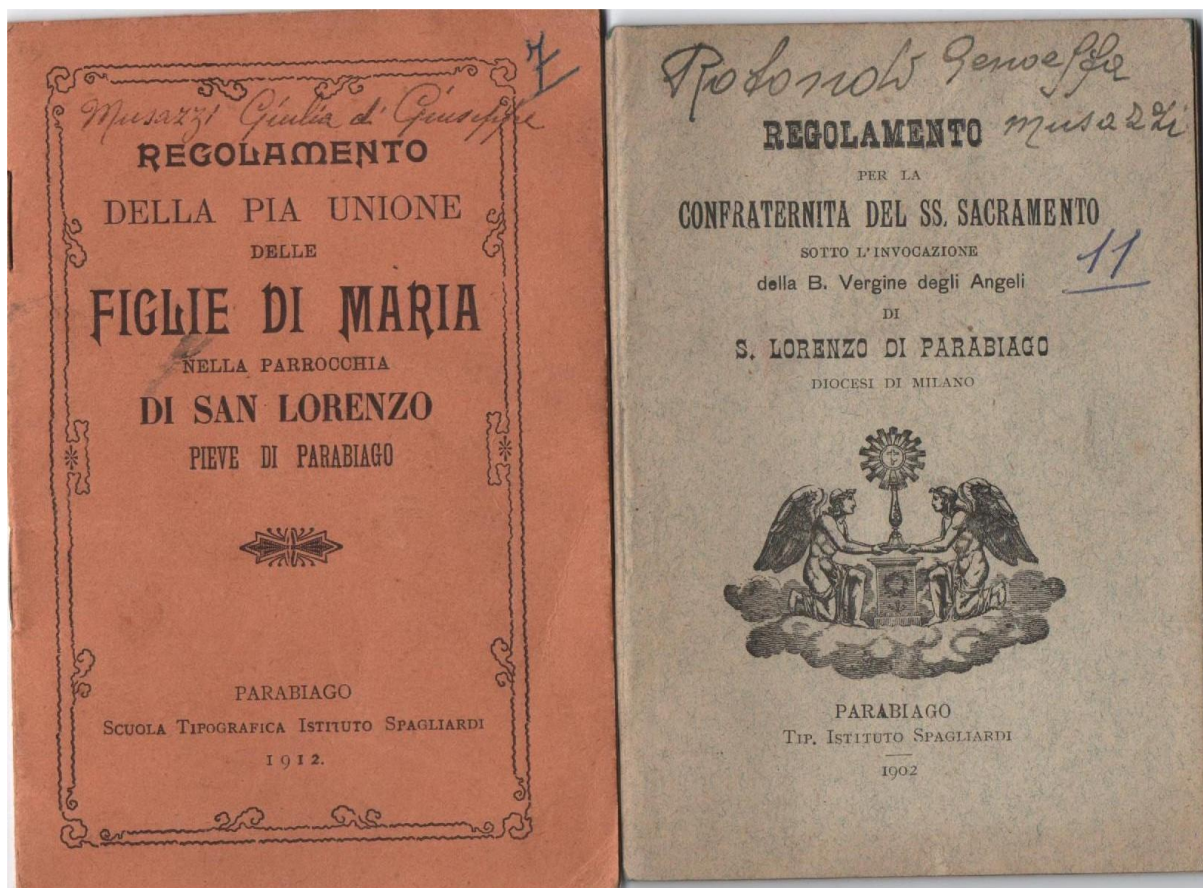 7
Musazzi Giulia di Giuseppe
REGOLAMENTO
DELLA PIA UNIONE
DELLE
FIGLIE DI MARIA
NELLA PARROCCHIA
DI SAN LORENZO
PIEVE DI PARABIAGO
PARABIAGO
SCUOLA TIPOGRAFICA ISTITUTO SPAGLIARDI
1912.
Rotondi Genoeffa
Musazzi
REGOLAMENTO
PER LA
CONFRATERNITA DEL SS. SACRAMENTO
SOTTO L'INVOCAZIONE
della B. Vergine degli Angeli
11
DI
S. LORENZO DI PARABIAGO
DIOCESI DI MILANO
PARABIAGO
TIP. ISTITUTO SPAGLIARDI
1902